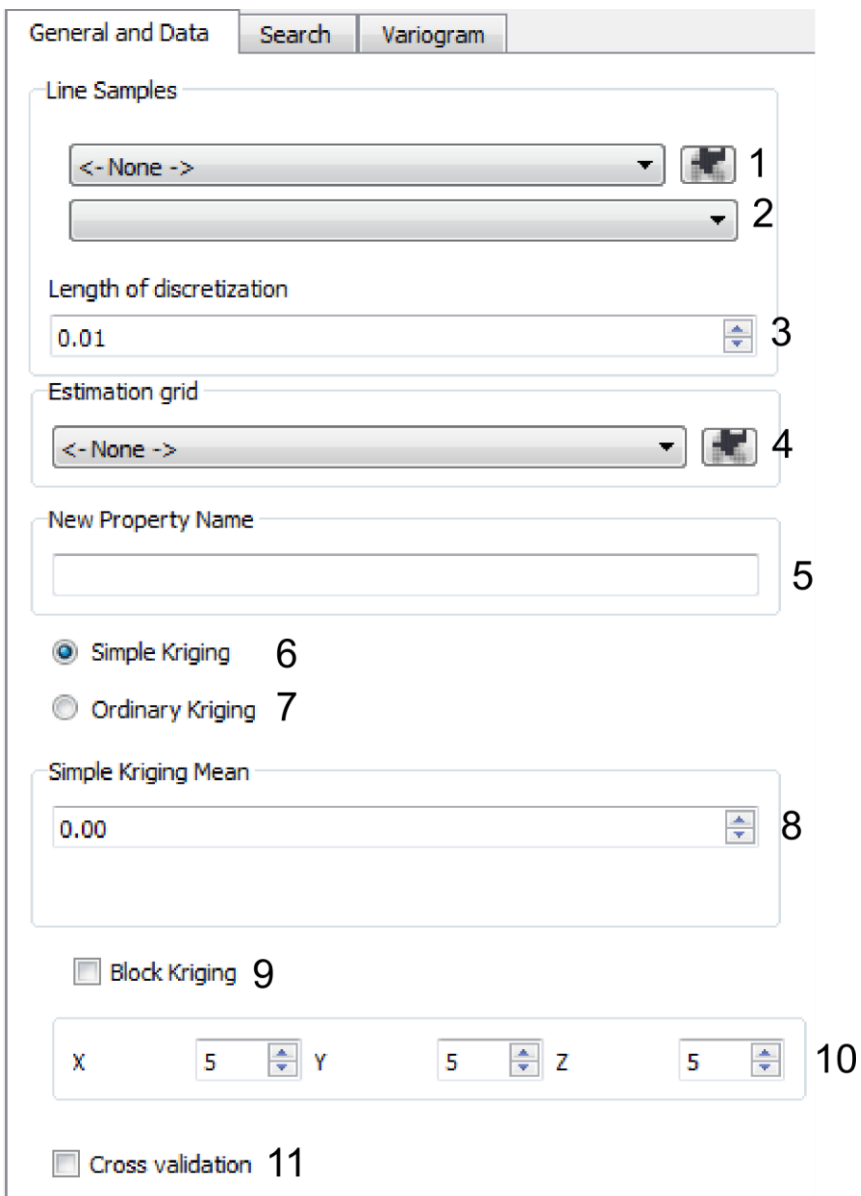 General and Data Search Variogram
Line Samples
<- None -> 1
2
Length of discretization
0.01 3
Estimation grid
<- None -> 4
New Property Name
5
Simple Kriging 6
Ordinary Kriging 7
Simple Kriging Mean
0.00 8
Block Kriging 9
X 5 Y 5 Z 5 10
Cross validation 11